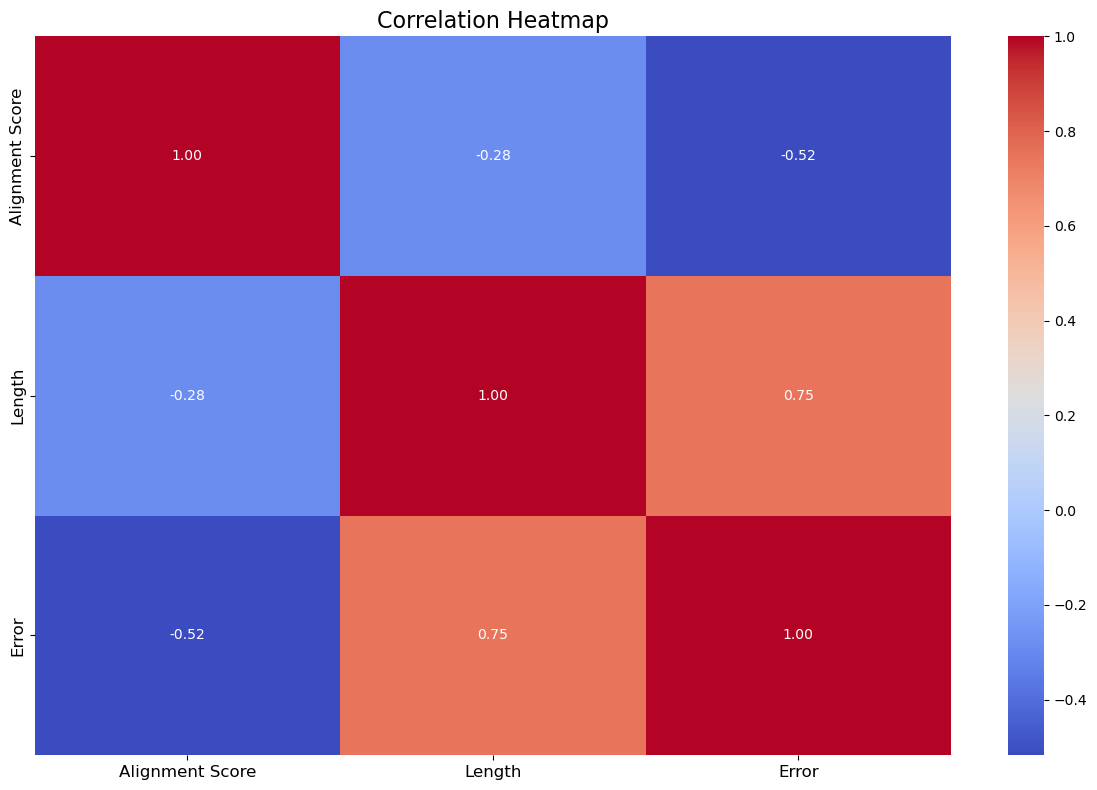 Correlation Heatmap
Alignment Score
1.00
-0.28
-0.52
Length
-0.28
1.00
0.75
Error
-0.52
0.75
1.00
Alignment Score
Length
Error
1.0
0.8
0.6
0.4
0.2
0.0
−0.2
−0.4